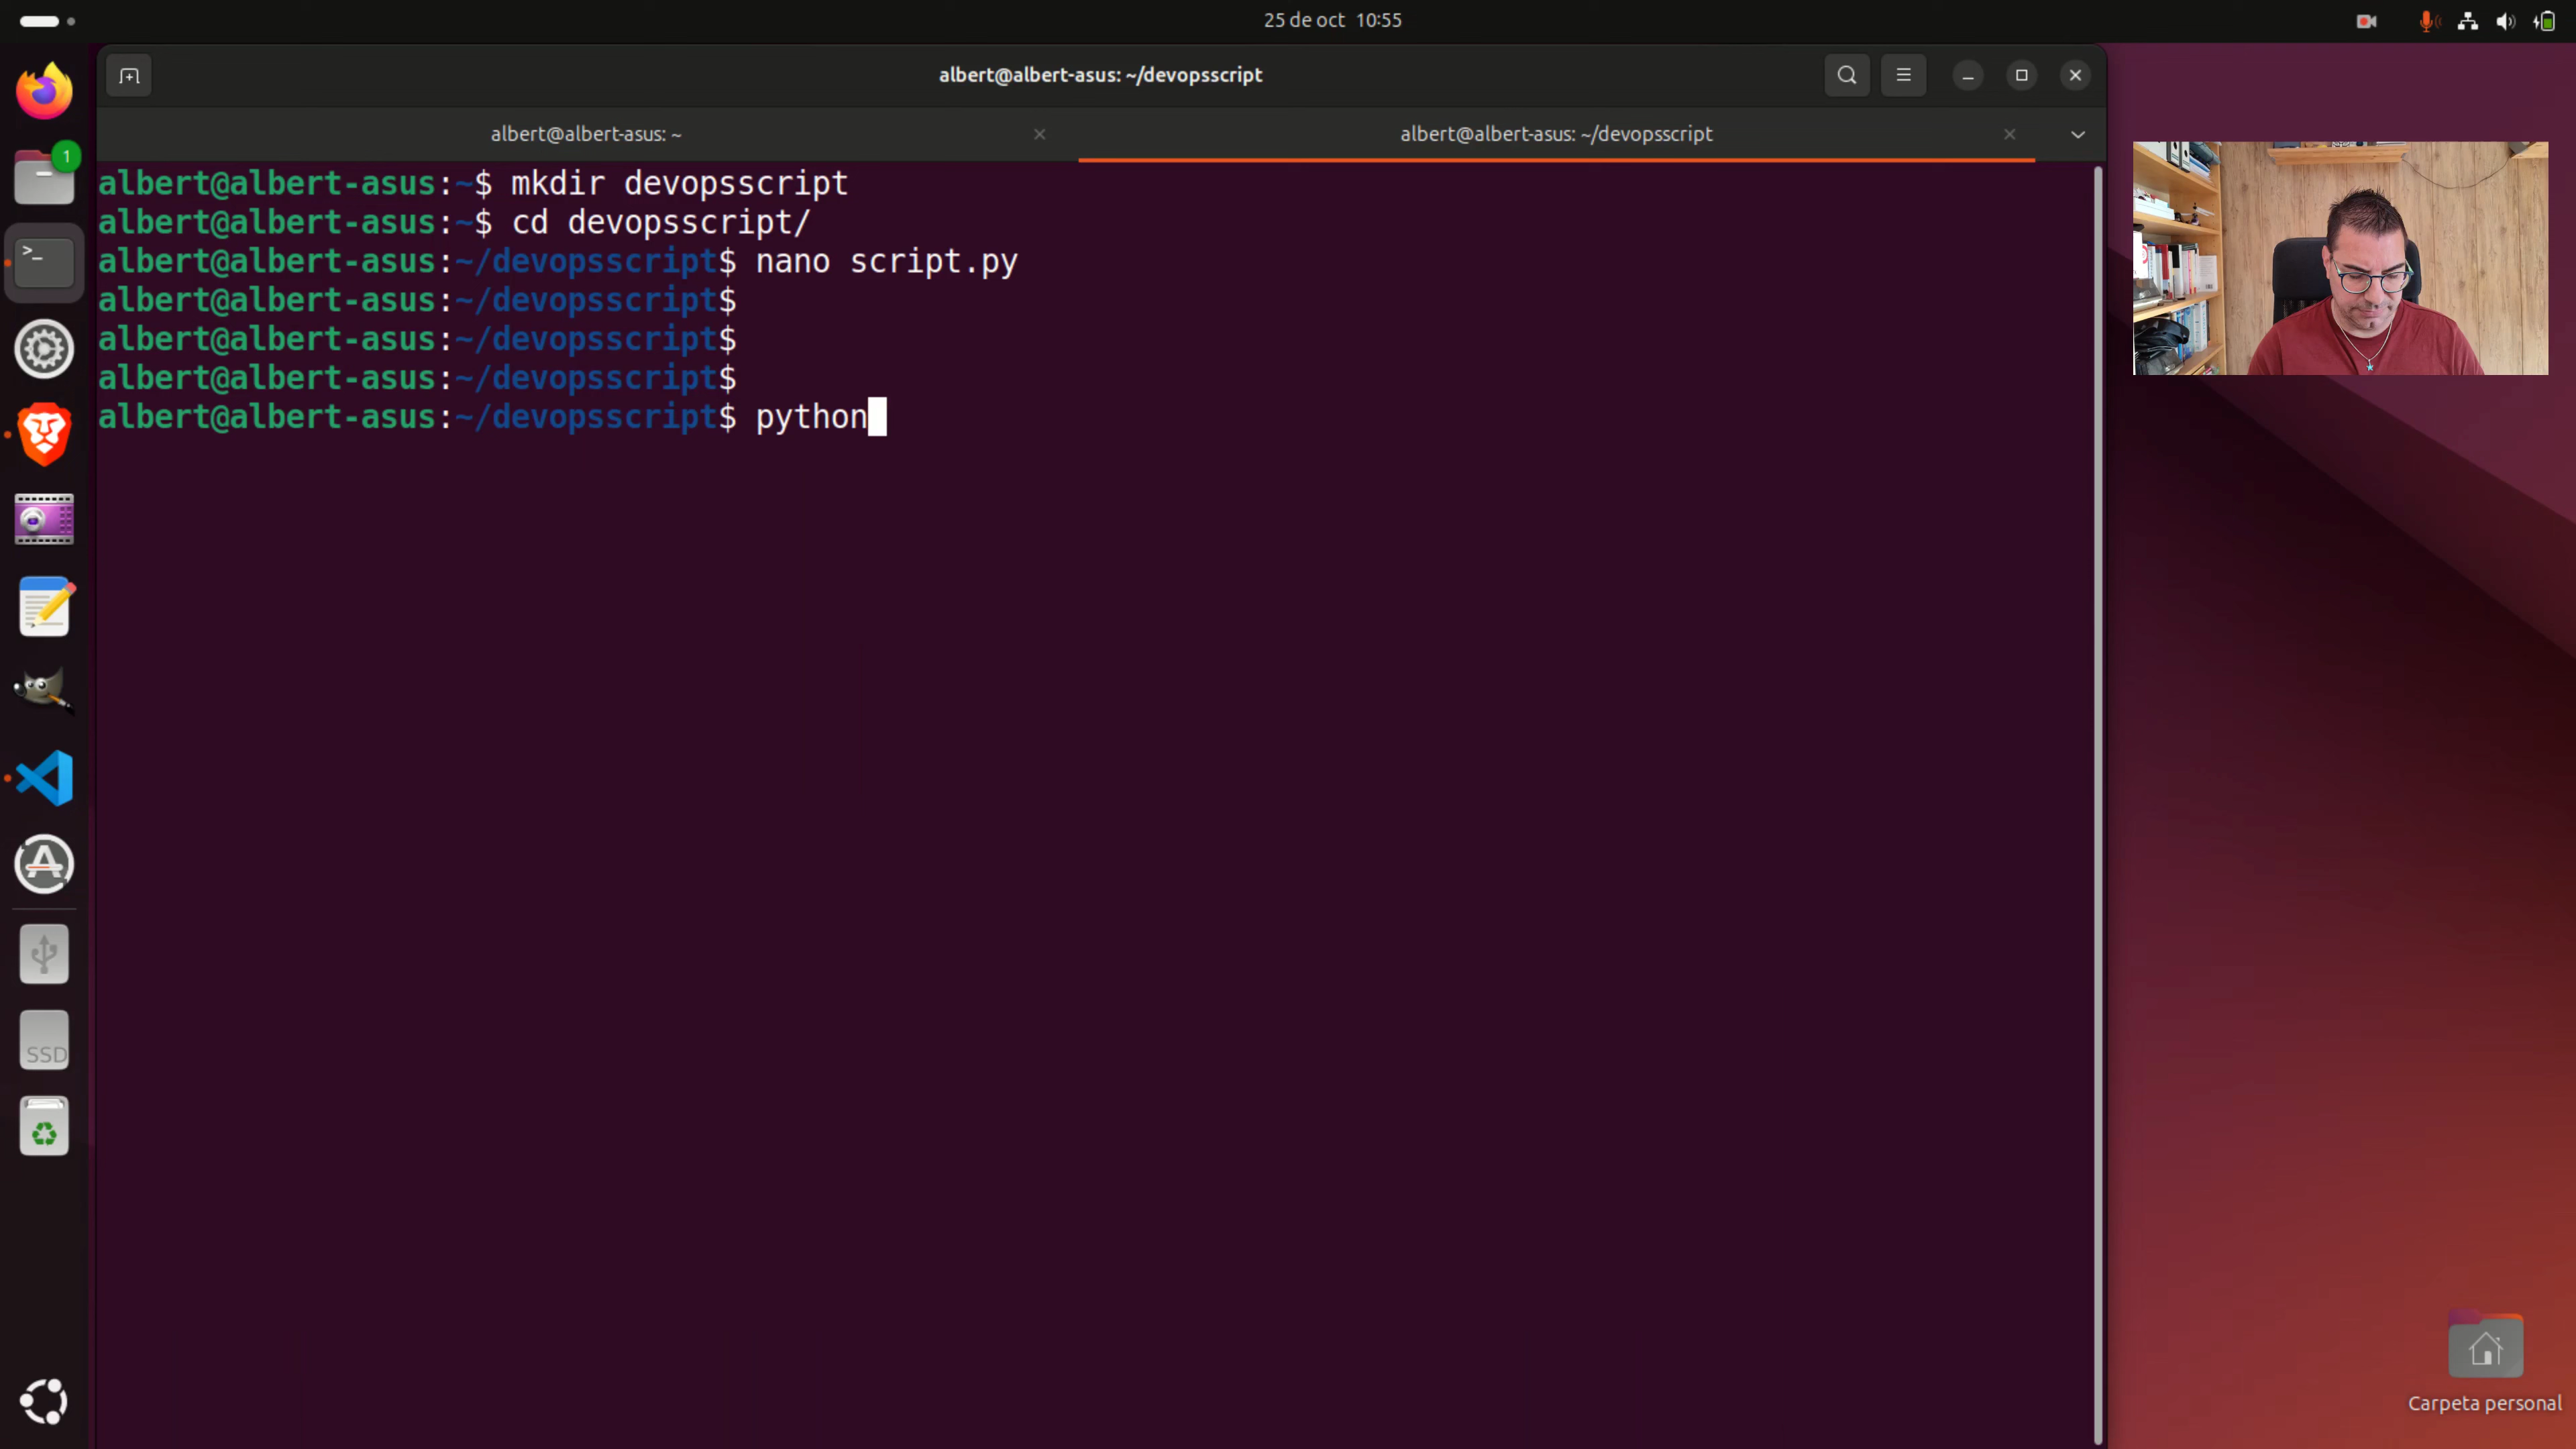 25 de oct 10:55
albert@albert-asus: ~/devopsscript
albert@albert-asus: ~
albert@albert-asus: ~/devopsscript
albert@albert-asus:~$ mkdir devopsscript
albert@albert-asus:~$ cd devopsscript/
albert@albert-asus:~/devopsscript$ nano script.py
albert@albert-asus:~/devopsscript$
albert@albert-asus:~/devopsscript$
albert@albert-asus:~/devopsscript$
albert@albert-asus:~/devopsscript$ python
1
>_
SSD
Carpeta personal